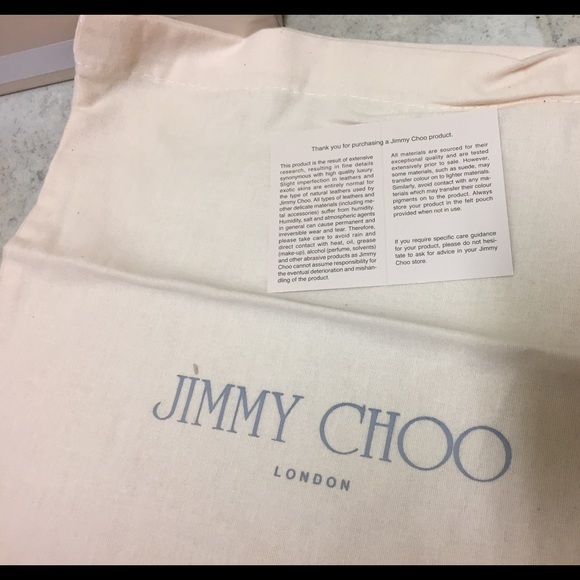 Thank you for purchasing a Jimmy Choo product.
This product is the result of extensive
research, resulting in fine details
synonymous with high quality luxury.
Slight imperfection in leathers and
exotic skins are entirely normal for
the type of natural leathers used by
Jimmy Choo. All types of leathers and
other delicate materials (including me-
tal accessories) suffer from humidity.
Humidity, salt and atmospheric agents
in general can cause permanent and
irreversible wear and tear. Therefore,
please take care to avoid rain and
direct contact with heat, oil, grease
(make-up), alcohol (perfume, solvents)
and other abrasive products as Jimmy
Choo cannot assume responsibility for
the eventual deterioration and mishan-
dling of the product.
All materials are sourced for their
exceptional quality and are tested
extensively prior to sale. However,
some materials, such as suede, may
transfer colour on to lighter materials.
Similarly, avoid contact with any ma-
terials which may transfer their colour
pigments on to the product. Always
store your product in the felt pouch
provided when not in use.
If you require specific care guidance
for your product, please do not hesi-
tate to ask for advice in your Jimmy
Choo store.
JIMMY CHOO
LONDON